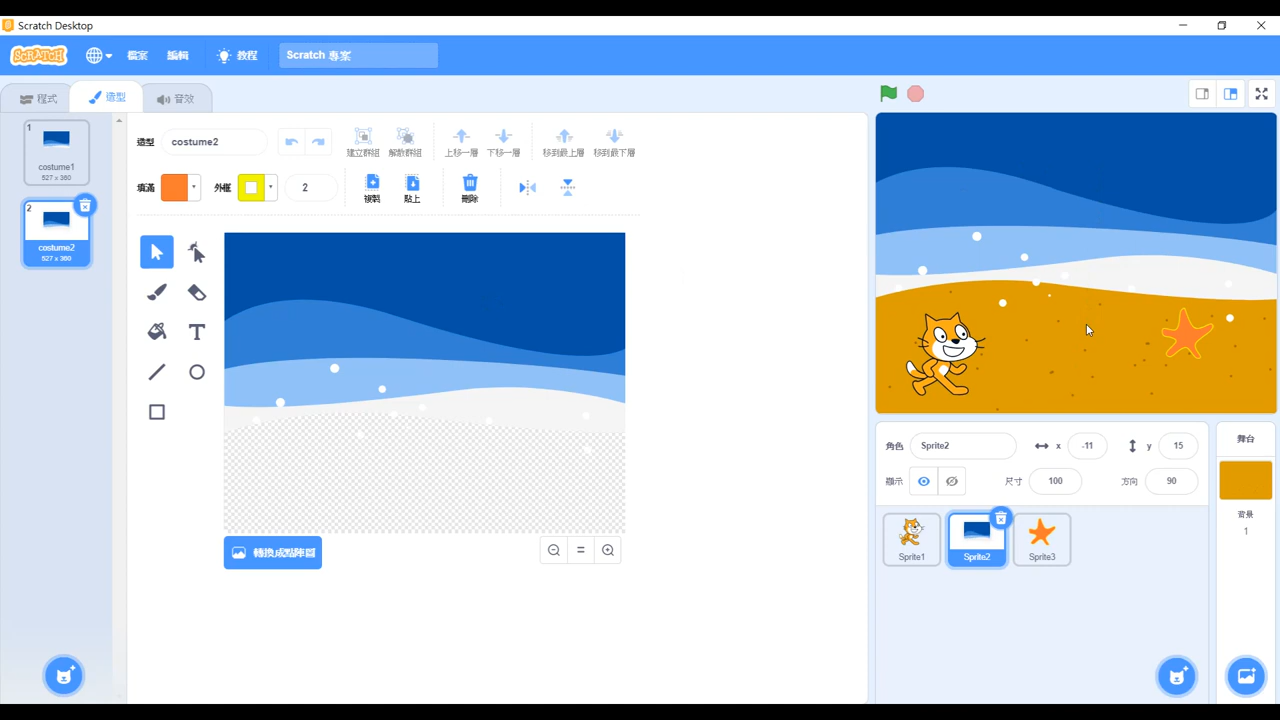 Scratch Desktop
SCRATCH 檔案 編輯 教程 Scratch 專案
程式 造型 音效
1
costume1
527 x 360
2
costume2
527 x 360
造型 costume2 建立群組 解散群組 上移一層 下移一層 移到最上層 移到最下層
填滿 外框 2 複製 貼上 刪除
轉換成點陣圖
角色 Sprite2 x -11 y 15
顯示 尺寸 100 方向 90
Sprite1 Sprite2 Sprite3
舞台
背景
1